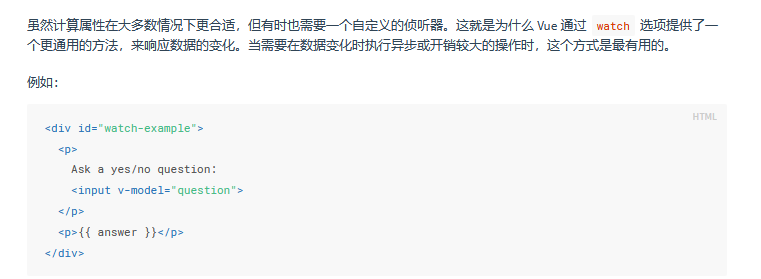 虽然计算属性在大多数情况下更合适，但有时也需要一个自定义的侦听器。这就是为什么 Vue 通过 watch 选项提供了一
个更通用的方法，来响应数据的变化。当需要在数据变化时执行异步或开销较大的操作时，这个方式是最有用的。
例如：
HTML
<div id="watch-example">
  <p>
    Ask a yes/no question:
    <input v-model="question">
  </p>
  <p>{{ answer }}</p>
</div>